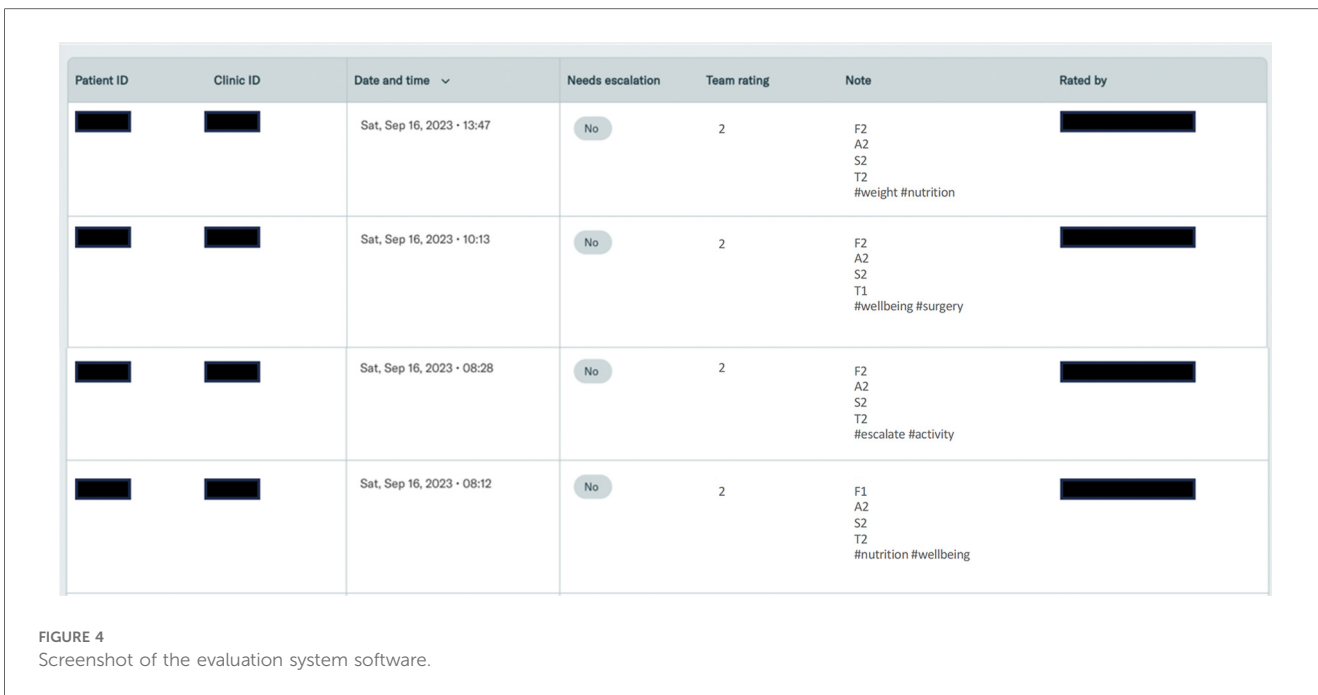 Patient ID Clinic ID Date and time Needs escalation Team rating Note Rated by
Sat, Sep 16, 2023 • 13:47 No 2 F2
A2
S2
T2
#weight #nutrition
Sat, Sep 16, 2023 • 10:13 No 2 F2
A2
S2
T1
#wellbeing #surgery
Sat, Sep 16, 2023 • 08:28 No 2 F2
A2
S2
T2
#escalate #activity
Sat, Sep 16, 2023 • 08:12 No 2 F1
A2
S2
T2
#nutrition #wellbeing
FIGURE 4
Screenshot of the evaluation system software.